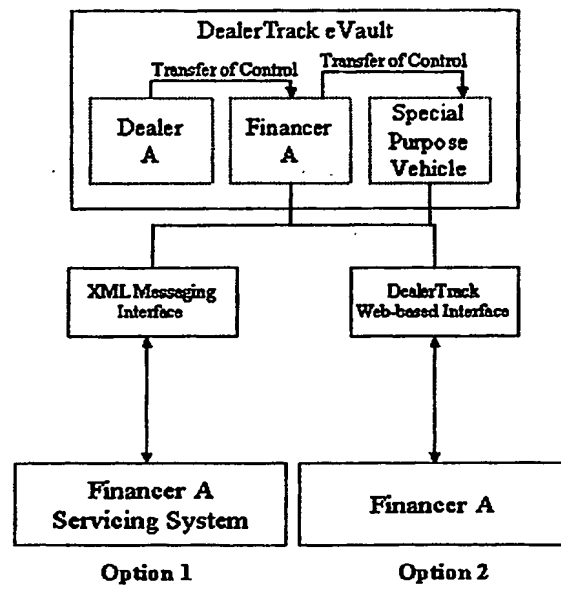 DealerTrack eVault
Transfer of Control
Transfer of Control
Dealer
A
Financer
A
Special
Purpose
Vehicle
XML Messaging
Interface
DealerTrack
Web-based Interface
Financer A
Servicing System
Financer A
Option 1
Option 2